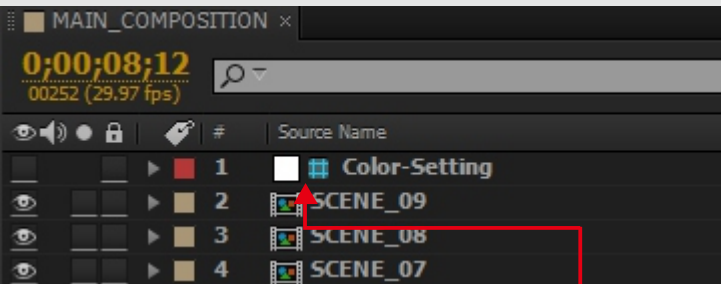 MAIN_COMPOSITION ×
0;00;08;12
00252 (29.97 fps)
# Source Name
1 Color-Setting
2 SCENE_09
3 SCENE_08
4 SCENE_07